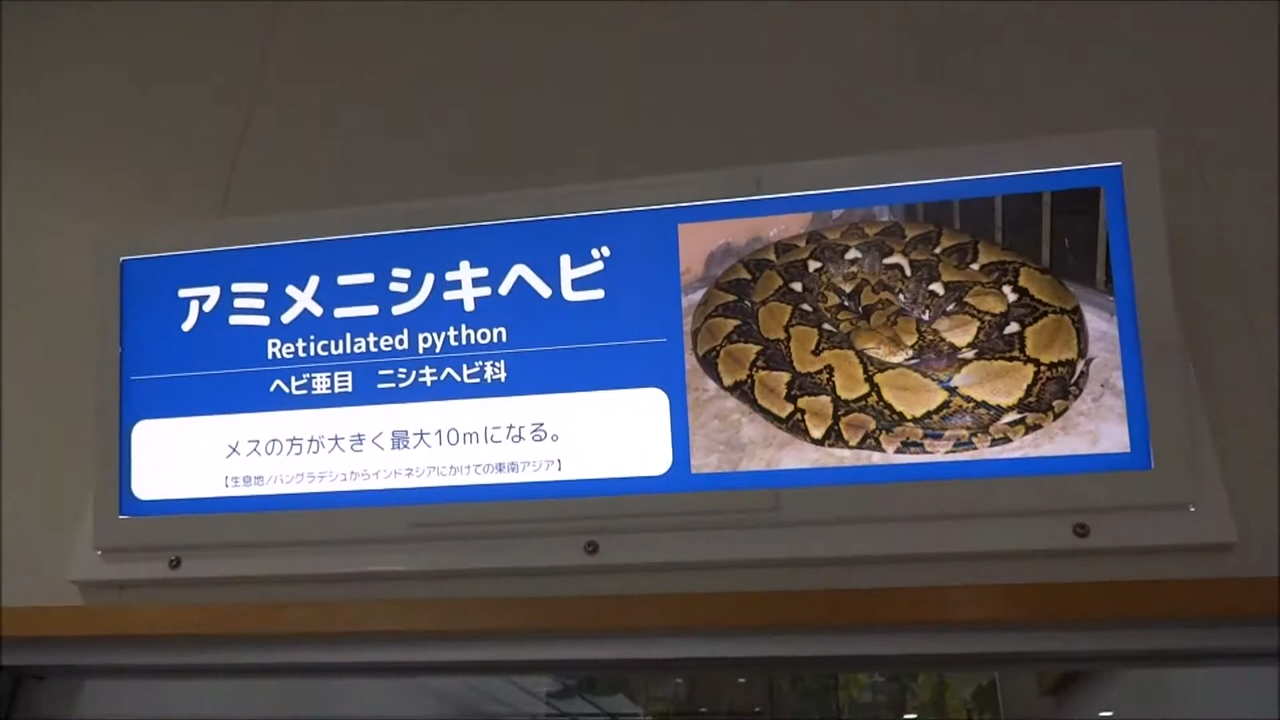 アミメニシキヘビ
Reticulated python
ヘビ亜目　ニシキヘビ科
メスの方が大きく最大10mになる。
【生息地/バングラデシュからインドネシアにかけての東南アジア】